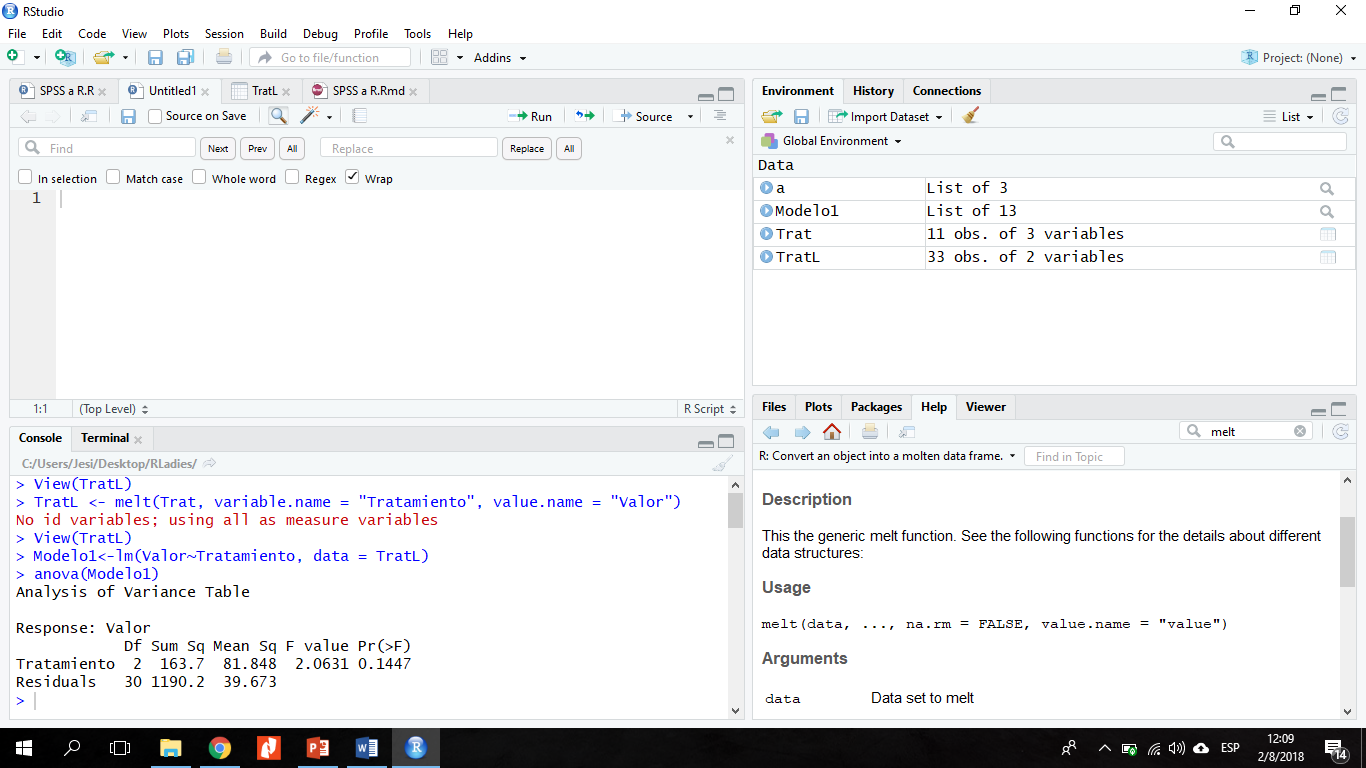 RStudio
File Edit Code View Plots Session Build Debug Profile Tools Help
Go to file/function Addins Project: (None)
SPSS a R.R Untitled1 TratL SPSS a R.Rmd
Source on Save Run Source
Find Next Prev All Replace Replace All
In selection Match case Whole word Regex Wrap
1
1:1 (Top Level) R Script
Console Terminal
C:/Users/Jesi/Desktop/RLadies/
> View(TratL)
> TratL <- melt(Trat, variable.name = "Tratamiento", value.name = "Valor")
No id variables; using all as measure variables
> View(TratL)
> Modelo1<-lm(Valor~Tratamiento, data = TratL)
> anova(Modelo1)
Analysis of Variance Table
Response: Valor
Df Sum Sq Mean Sq F value Pr(>F)
Tratamiento 2 163.7 81.848 2.0631 0.1447
Residuals 30 1190.2 39.673
>
Environment History Connections
Import Dataset List
Global Environment
Data
a List of 3
Modelo1 List of 13
Trat 11 obs. of 3 variables
TratL 33 obs. of 2 variables
Files Plots Packages Help Viewer
melt
R: Convert an object into a molten data frame. Find in Topic
Description
This the generic melt function. See the following functions for the details about different
data structures:
Usage
melt(data, ..., na.rm = FALSE, value.name = "value")
Arguments
data Data set to melt
ESP
12:09
2/8/2018
14